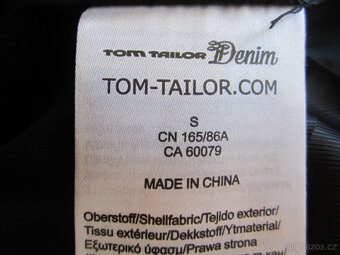 TOM TAILOR Denim
TOM-TAILOR.COM
S
CN 165/86A
CA 60079
MADE IN CHINA
Oberstoff/Shellfabric/Tejido exterior/
Tissu extérieur/Dekkstoff/Ytmaterial/
Εξωτερικό ύφασμα/Prawa strona